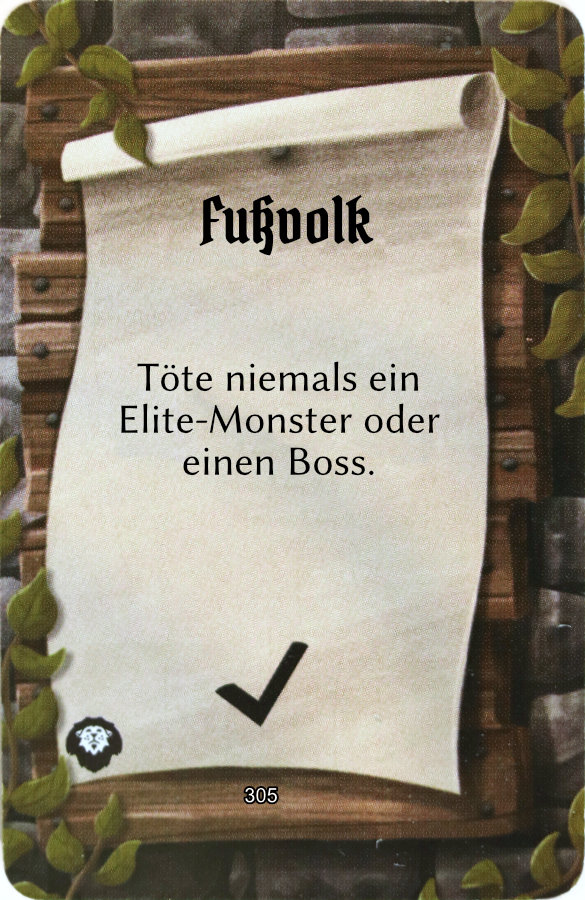 Fußvolk
Töte niemals ein
Elite-Monster oder
einen Boss.
305